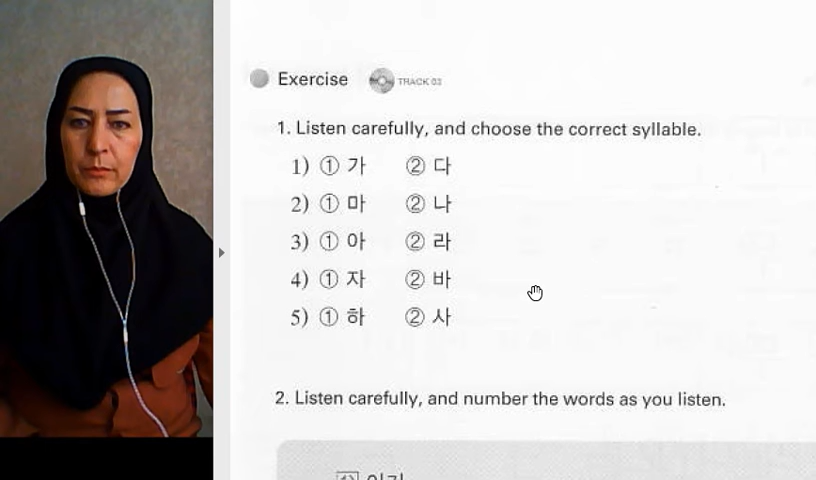 Exercise TRACK 03
1. Listen carefully, and choose the correct syllable.
1) ① 가 ② 다
2) ① 마 ② 나
3) ① 아 ② 라
4) ① 자 ② 바
5) ① 하 ② 사
2. Listen carefully, and number the words as you listen.